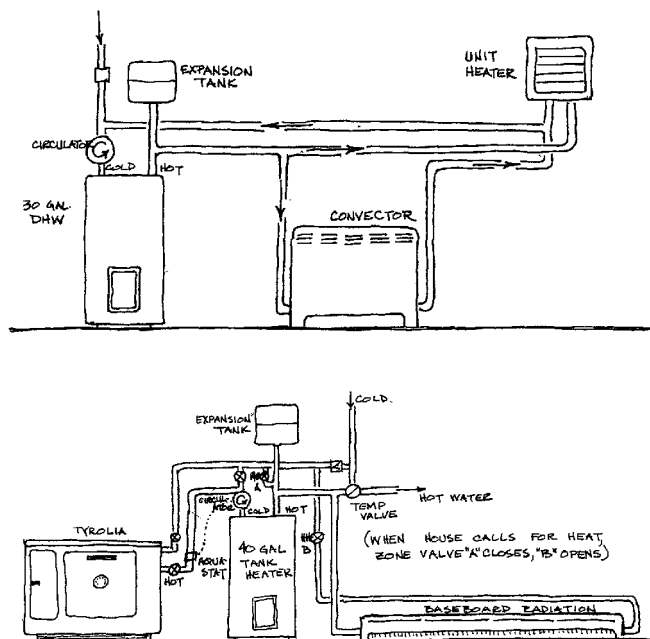 EXPANSION
TANK
UNIT
HEATER
CIRCULATOR
COLD
HOT
30 GAL.
DHW
CONVECTOR
COLD.
EXPANSION
TANK
A
CIRCUL-
ATOR
COLD
HOT
TEMP
VALVE
HOT WATER
TYROLIA
HOT
AQUA-
STAT
40 GAL
TANK
HEATER
B
(WHEN HOUSE CALLS FOR HEAT,
ZONE VALVE "A" CLOSES, "B" OPENS)
BASEBOARD RADIATION